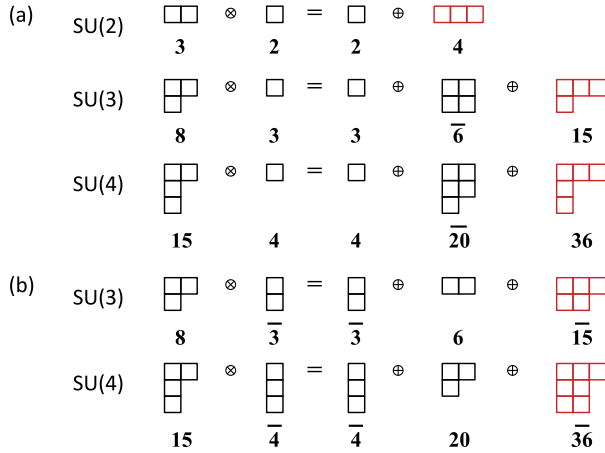 (a)
SU(2) ⊗ = ⊕
3 2 2 4
SU(3) ⊗ = ⊕ ⊕
8 3 3 6̅ 15
SU(4) ⊗ = ⊕ ⊕
15 4 4 2̅0̅ 36
(b)
SU(3) ⊗ = ⊕ ⊕
8 3̅ 3̅ 6 1̅5̅
SU(4) ⊗ = ⊕ ⊕
15 4̅ 4̅ 20 3̅6̅